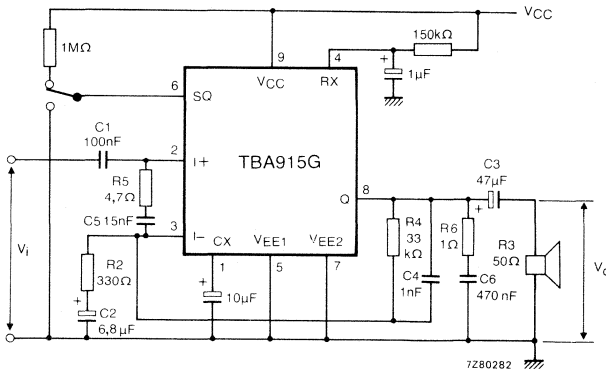 VCC
1MΩ
150kΩ
9
4
+
1µF
6
VCC
RX
SQ
C1
100nF
2
I+
TBA915G
R5
4,7Ω
8
Q
C3
47µF
+
Vi
C5 15nF
3
I-
CX
VEE1
VEE2
R4
33
kΩ
R6
1Ω
R3
50Ω
R2
330Ω
1
5
7
C4
1nF
C6
470 nF
+
C2
6,8µF
+
10µF
7Z80282